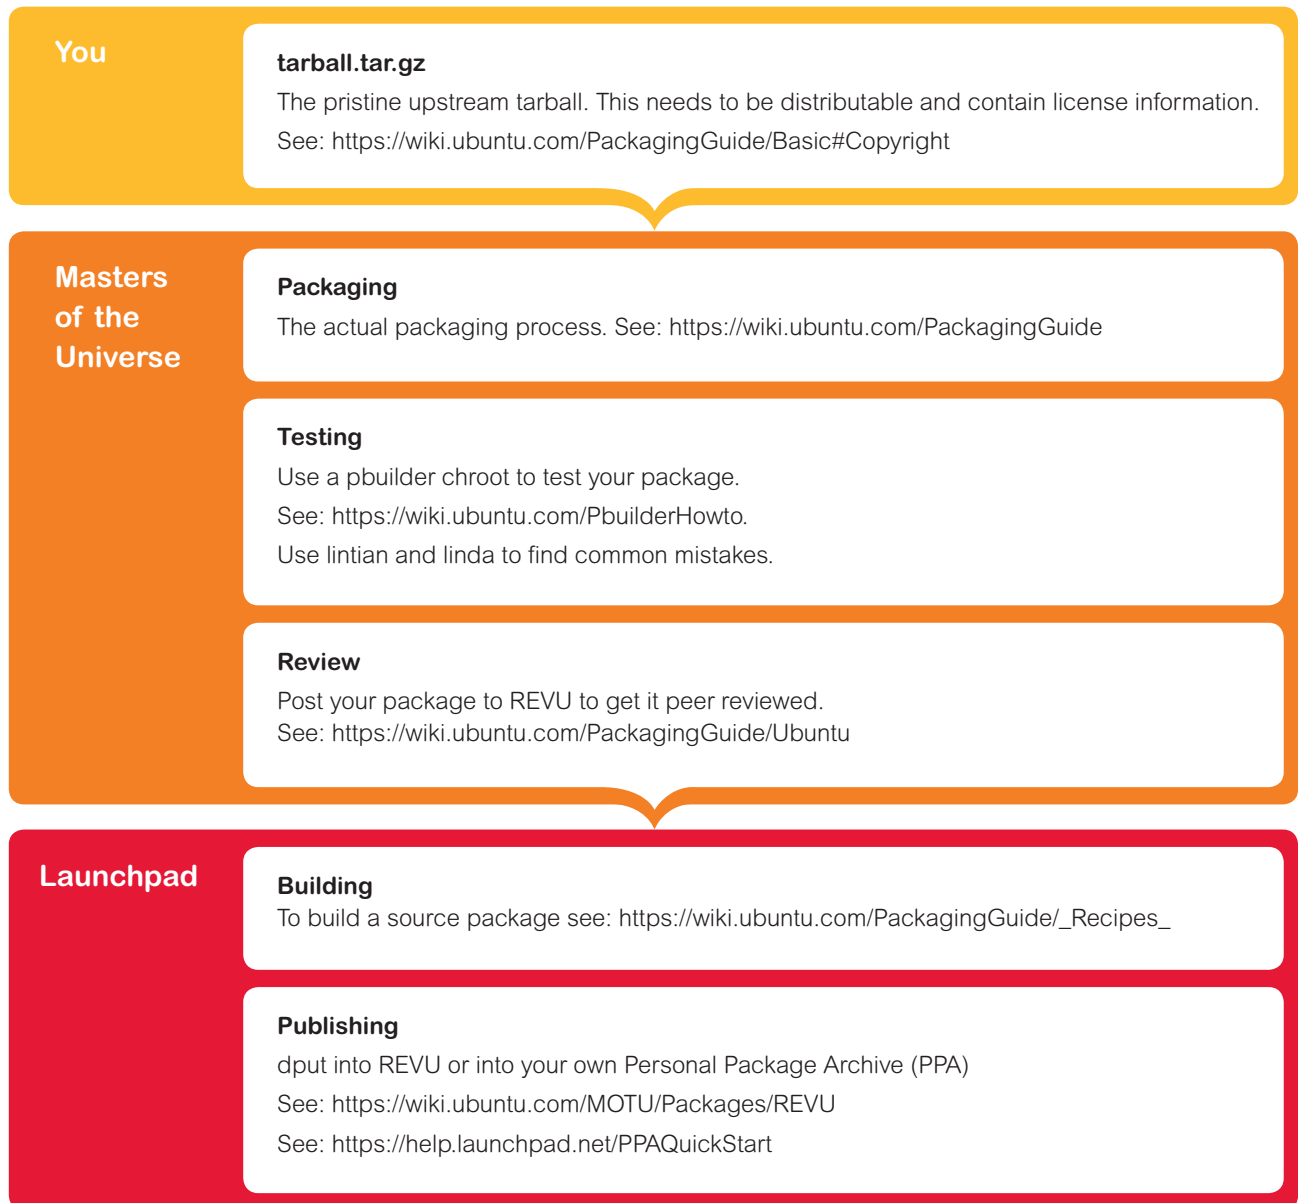 You
tarball.tar.gz
The pristine upstream tarball. This needs to be distributable and contain license information.
See: https://wiki.ubuntu.com/PackagingGuide/Basic#Copyright
Masters
of the
Universe
Packaging
The actual packaging process. See: https://wiki.ubuntu.com/PackagingGuide
Testing
Use a pbuilder chroot to test your package.
See: https://wiki.ubuntu.com/PbuilderHowto.
Use lintian and linda to find common mistakes.
Review
Post your package to REVU to get it peer reviewed.
See: https://wiki.ubuntu.com/PackagingGuide/Ubuntu
Launchpad
Building
To build a source package see: https://wiki.ubuntu.com/PackagingGuide/_Recipes_
Publishing
dput into REVU or into your own Personal Package Archive (PPA)
See: https://wiki.ubuntu.com/MOTU/Packages/REVU
See: https://help.launchpad.net/PPAQuickStart